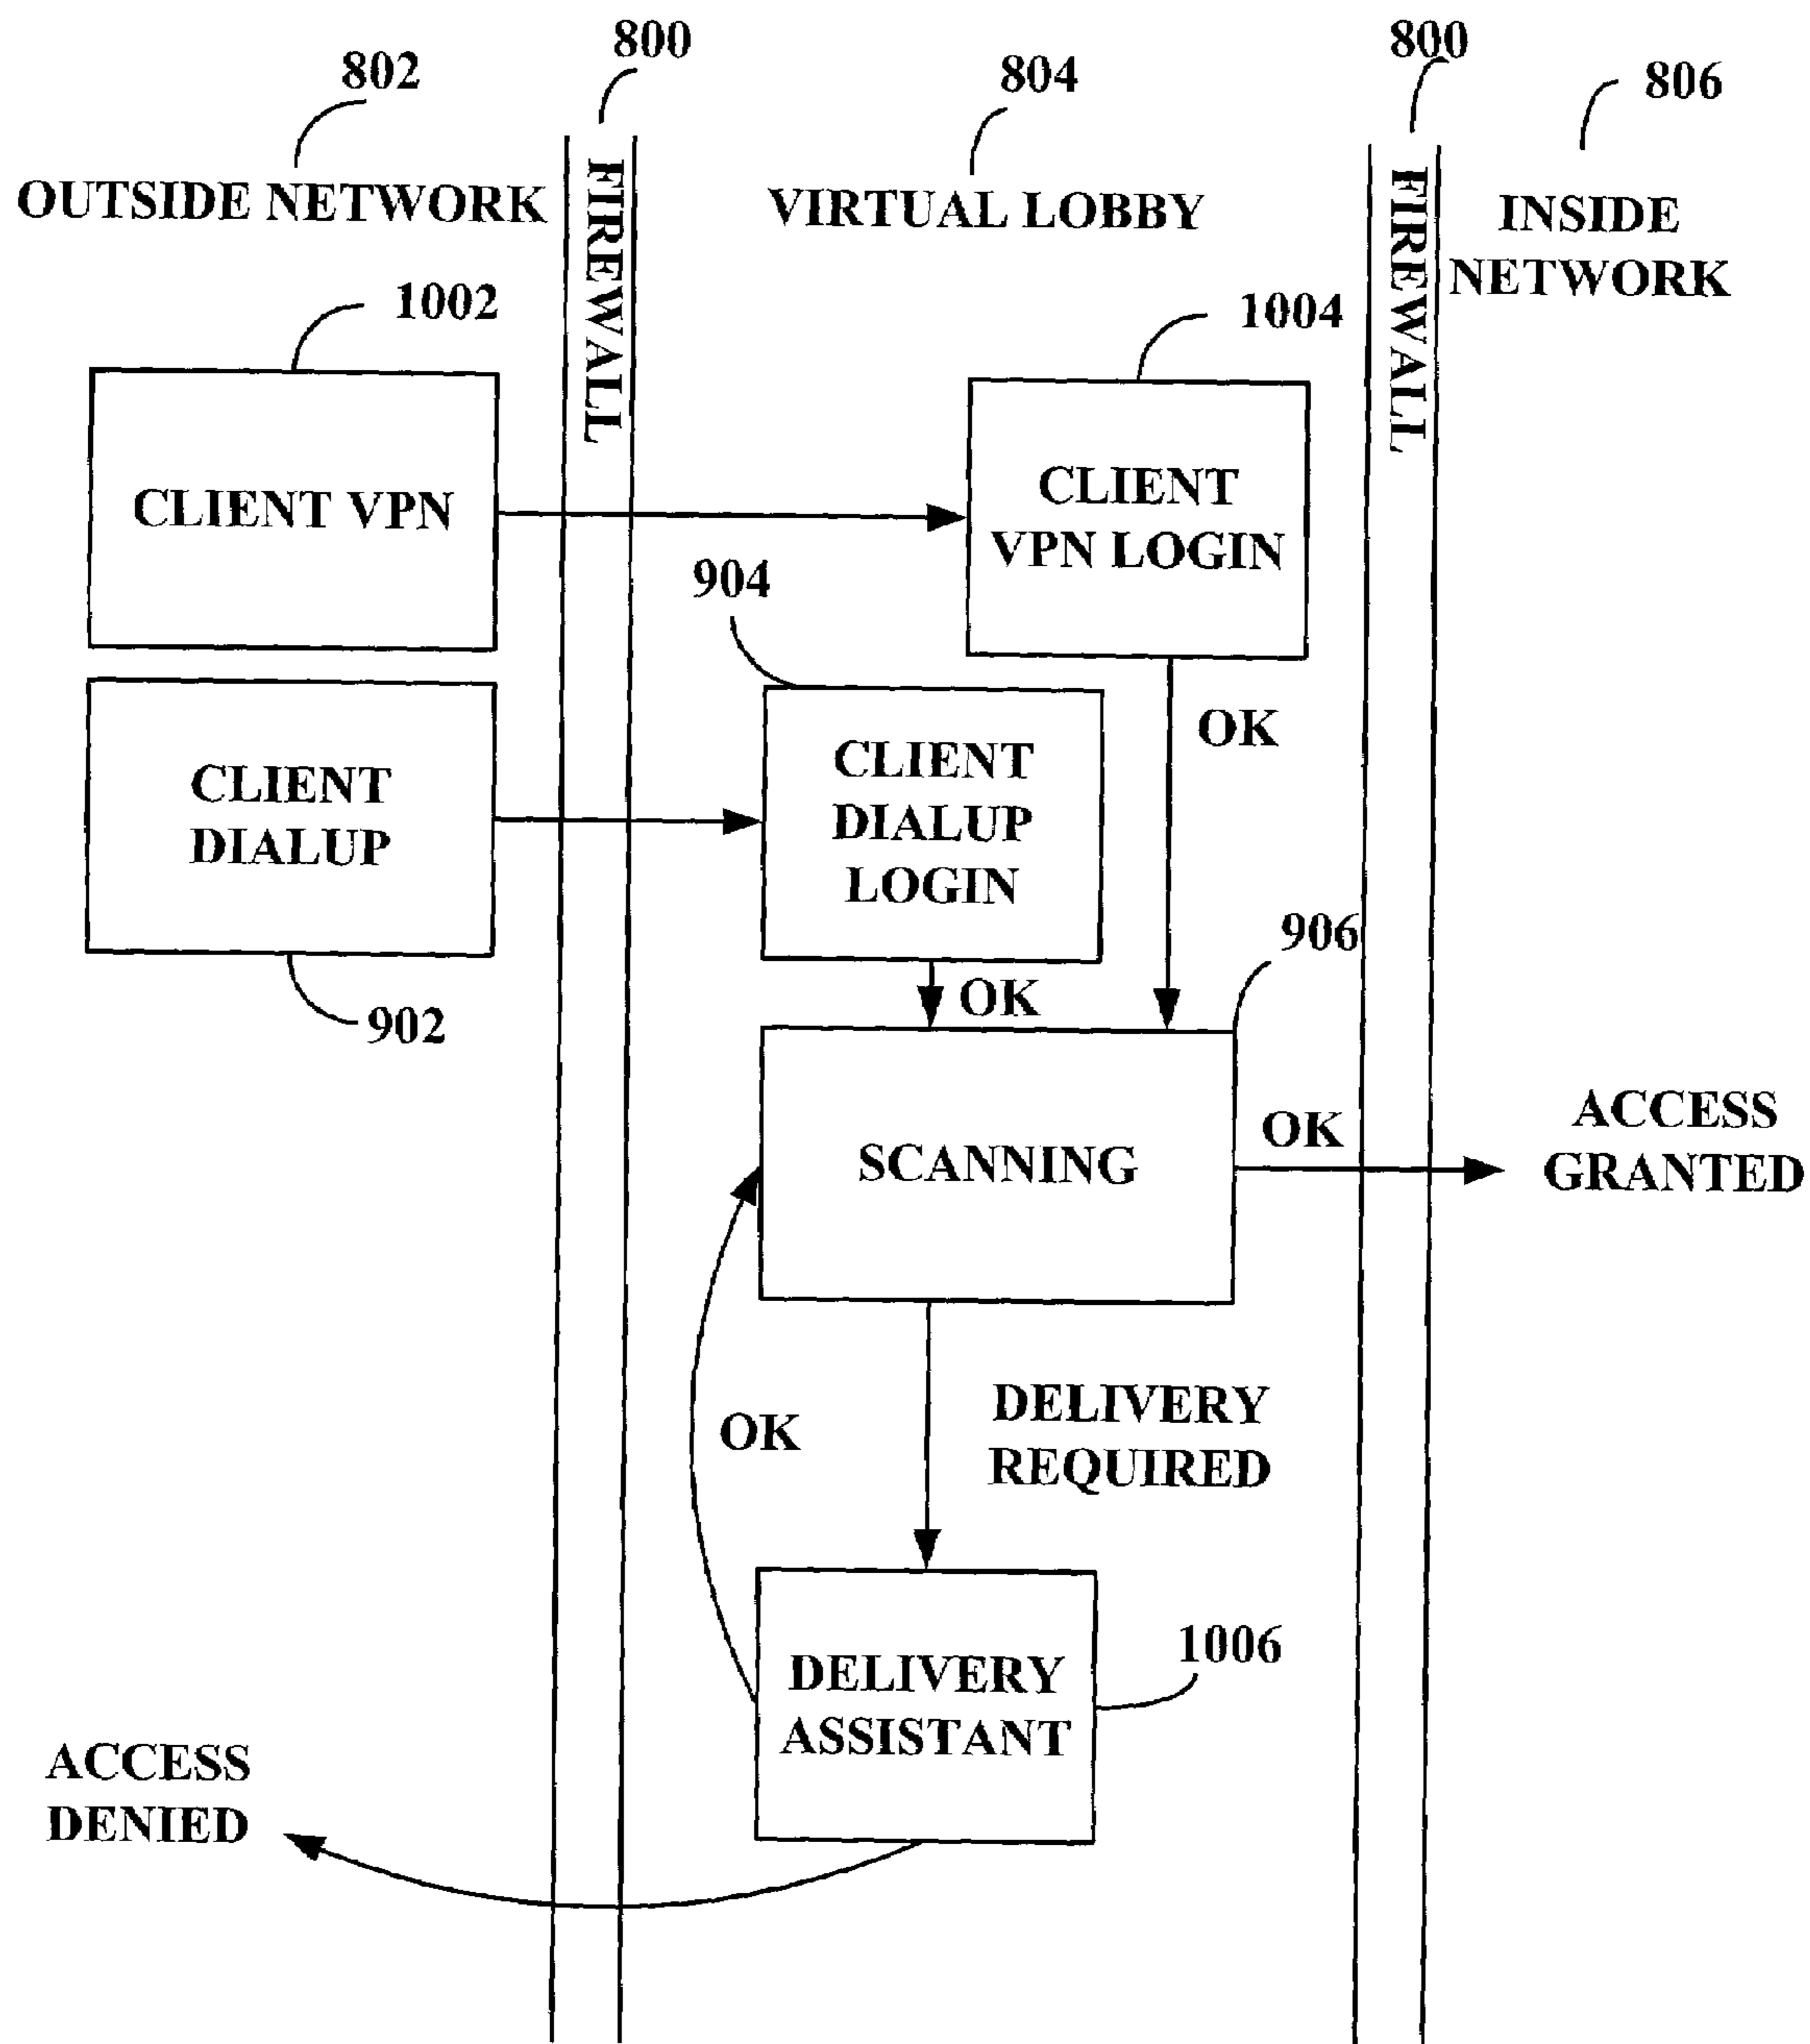 802
800
804
800
806
OUTSIDE NETWORK
FIREWALL
VIRTUAL LOBBY
FIREWALL
INSIDE
NETWORK
1002
1004
CLIENT VPN
CLIENT
VPN LOGIN
904
OK
CLIENT
DIALUP
CLIENT
DIALUP
LOGIN
902
906
OK
SCANNING
OK
ACCESS
GRANTED
OK
DELIVERY
REQUIRED
1006
DELIVERY
ASSISTANT
ACCESS
DENIED